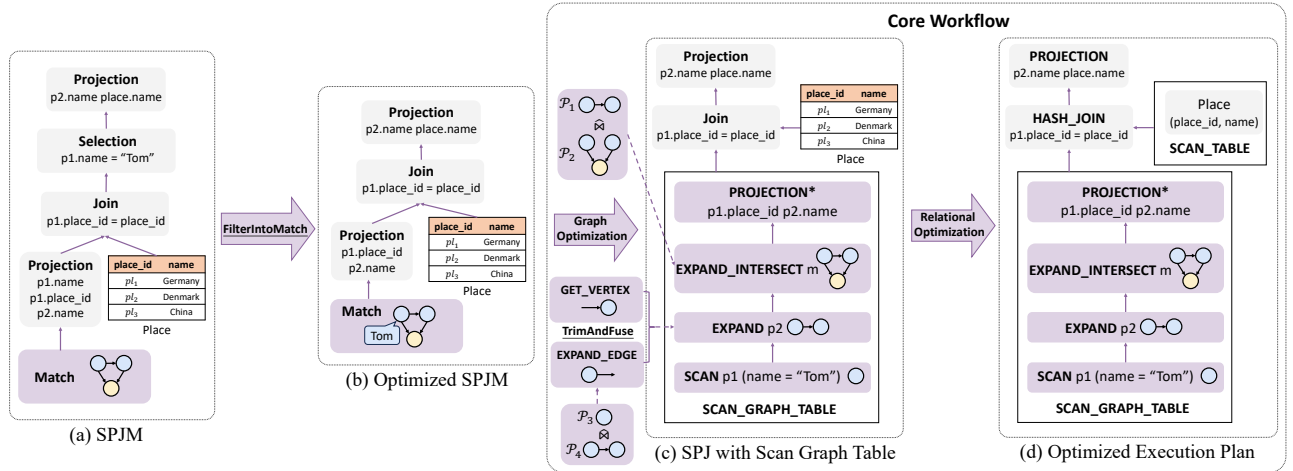 Core Workflow
Projection
p2.name place.name
Selection
p1.name = “Tom”
Join
p1.place_id = place_id
Projection
p1.name
p1.place_id
p2.name
place_id name
pl1 Germany
pl2 Denmark
pl3 China
Place
Match
(a) SPJM
FilterIntoMatch
Projection
p2.name place.name
Join
p1.place_id = place_id
Projection
p1.place_id
p2.name
place_id name
pl1 Germany
pl2 Denmark
pl3 China
Place
Match
Tom
(b) Optimized SPJM
Graph
Optimization
P1
⋈̂
P2
GET_VERTEX
TrimAndFuse
EXPAND_EDGE
P3
⋈̂
P4
Projection
p2.name place.name
Join
p1.place_id = place_id
place_id name
pl1 Germany
pl2 Denmark
pl3 China
Place
PROJECTION*
p1.place_id p2.name
EXPAND_INTERSECT m
EXPAND p2
SCAN p1 (name = “Tom”)
SCAN_GRAPH_TABLE
(c) SPJ with Scan Graph Table
Relational
Optimization
PROJECTION
p2.name place.name
HASH_JOIN
p1.place_id = place_id
Place
(place_id, name)
SCAN_TABLE
PROJECTION*
p1.place_id p2.name
EXPAND_INTERSECT m
EXPAND p2
SCAN p1 (name = “Tom”)
SCAN_GRAPH_TABLE
(d) Optimized Execution Plan